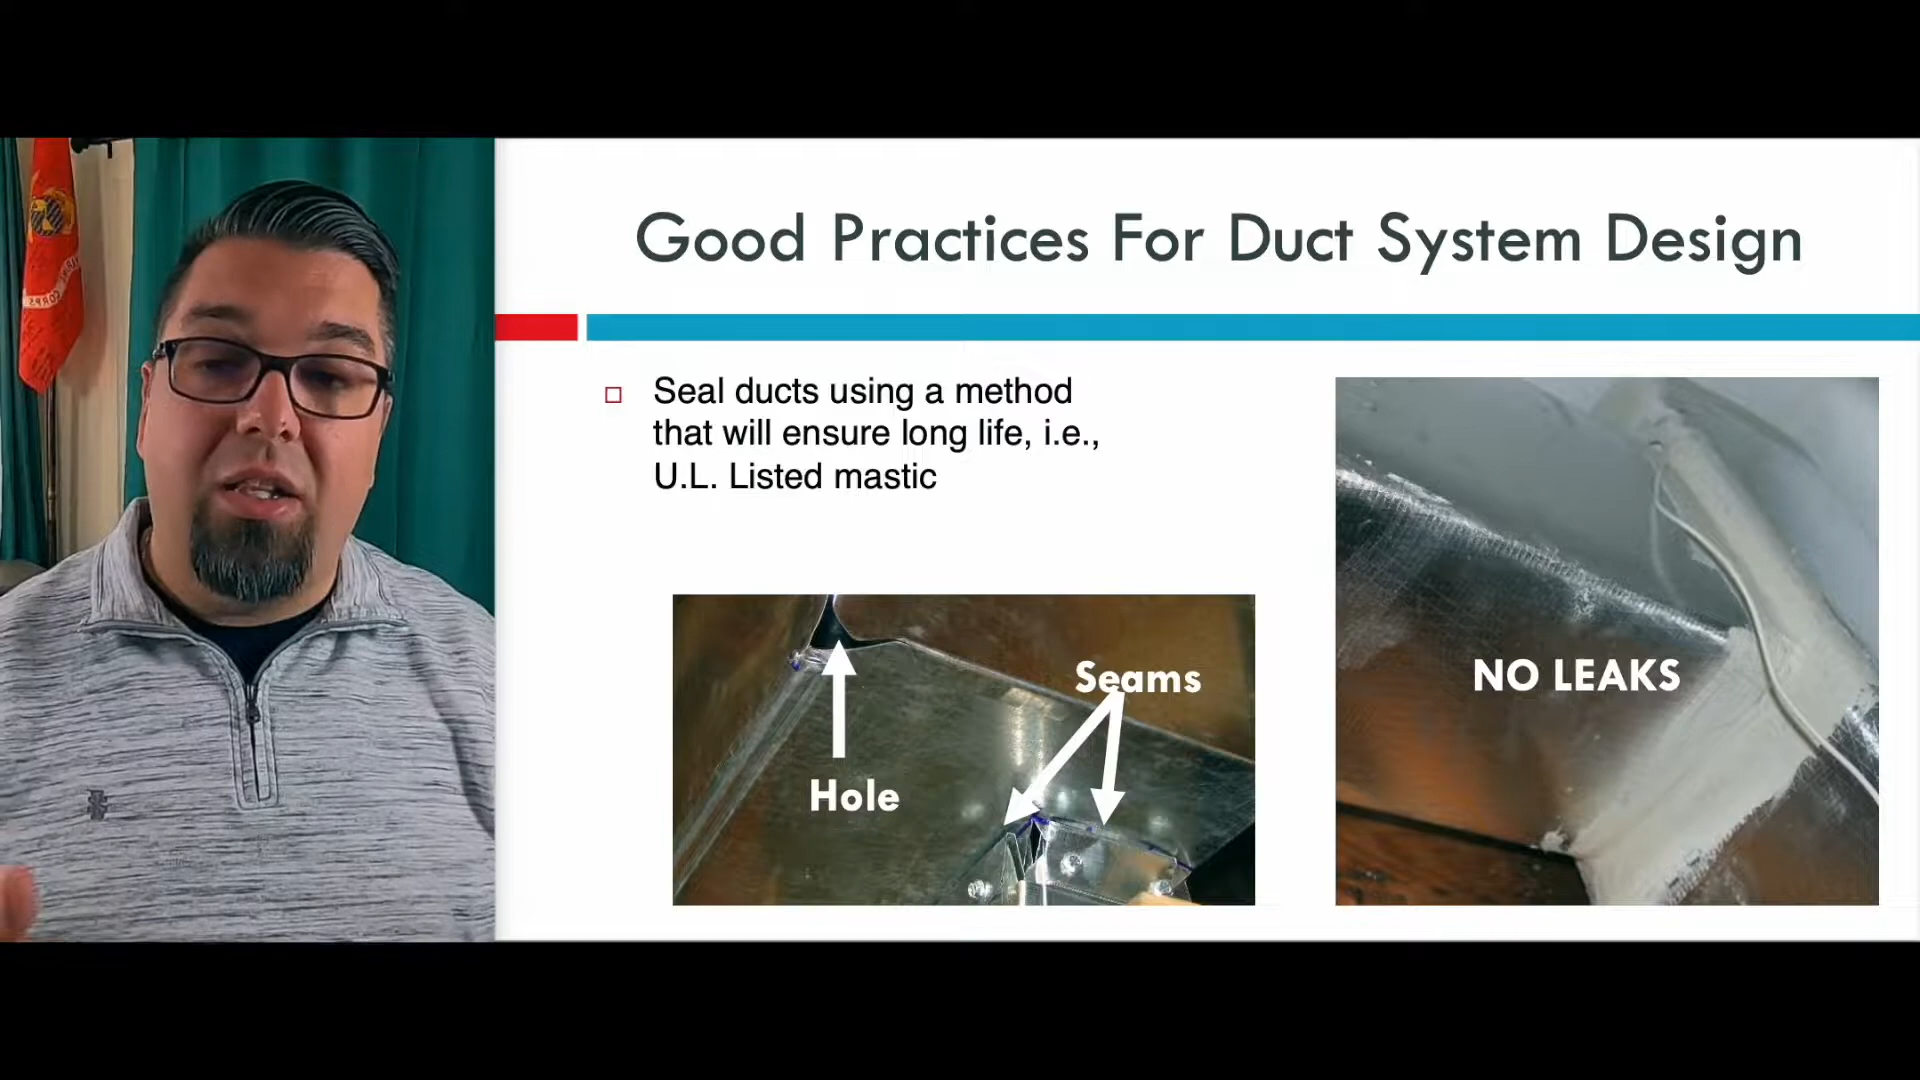 Good Practices For Duct System Design
Seal ducts using a method
that will ensure long life, i.e.,
U.L. Listed mastic
Seams
Hole
NO LEAKS
CORPS